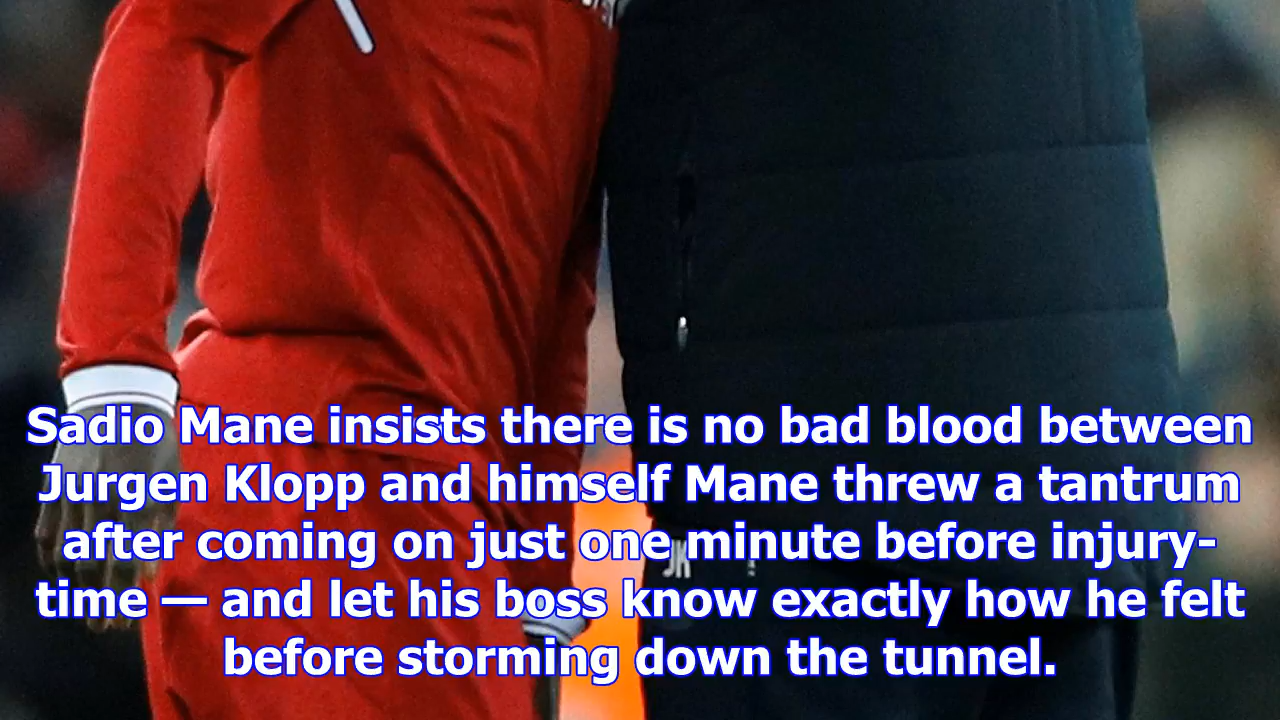 Sadio Mane insists there is no bad blood between
Jurgen Klopp and himself Mane threw a tantrum
after coming on just one minute before injury-
time — and let his boss know exactly how he felt
before storming down the tunnel.
JK